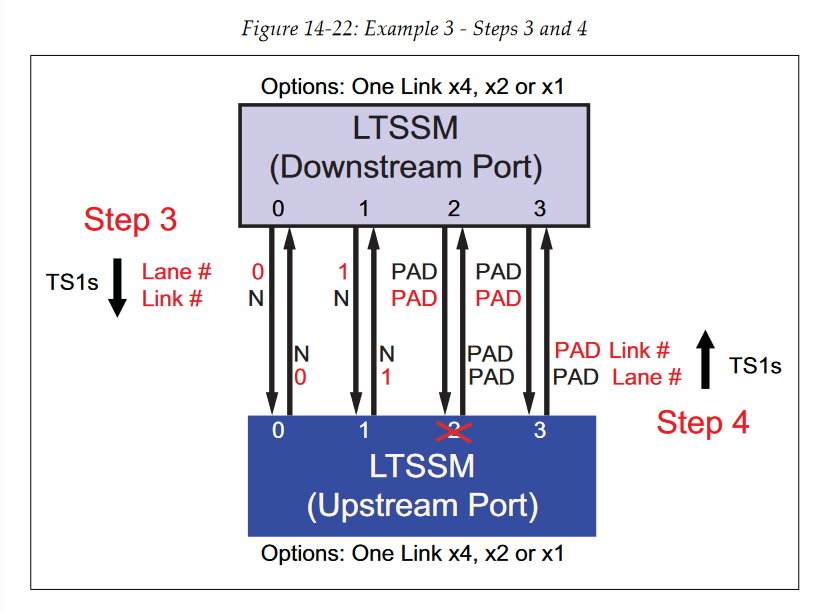 Figure 14-22: Example 3 - Steps 3 and 4
Options: One Link x4, x2 or x1
LTSSM
(Downstream Port)
0 1 2 3
Step 3
TS1s
Lane # 0 1 PAD PAD
Link # N N PAD PAD
N N PAD PAD Link #
0 1 PAD PAD Lane #
TS1s
Step 4
0 1 2 3
LTSSM
(Upstream Port)
Options: One Link x4, x2 or x1